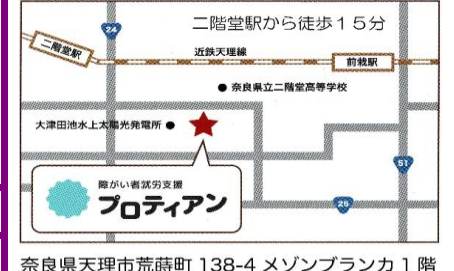 二階堂駅から徒歩15分
24
二階堂駅
近鉄天理線
前栽駅
奈良県立二階堂高等学校
大津田池水上太陽光発電所
51
障がい者就労支援
プロティアン
25
奈良県天理市荒蒔町 138-4 メゾンブランカ 1 階